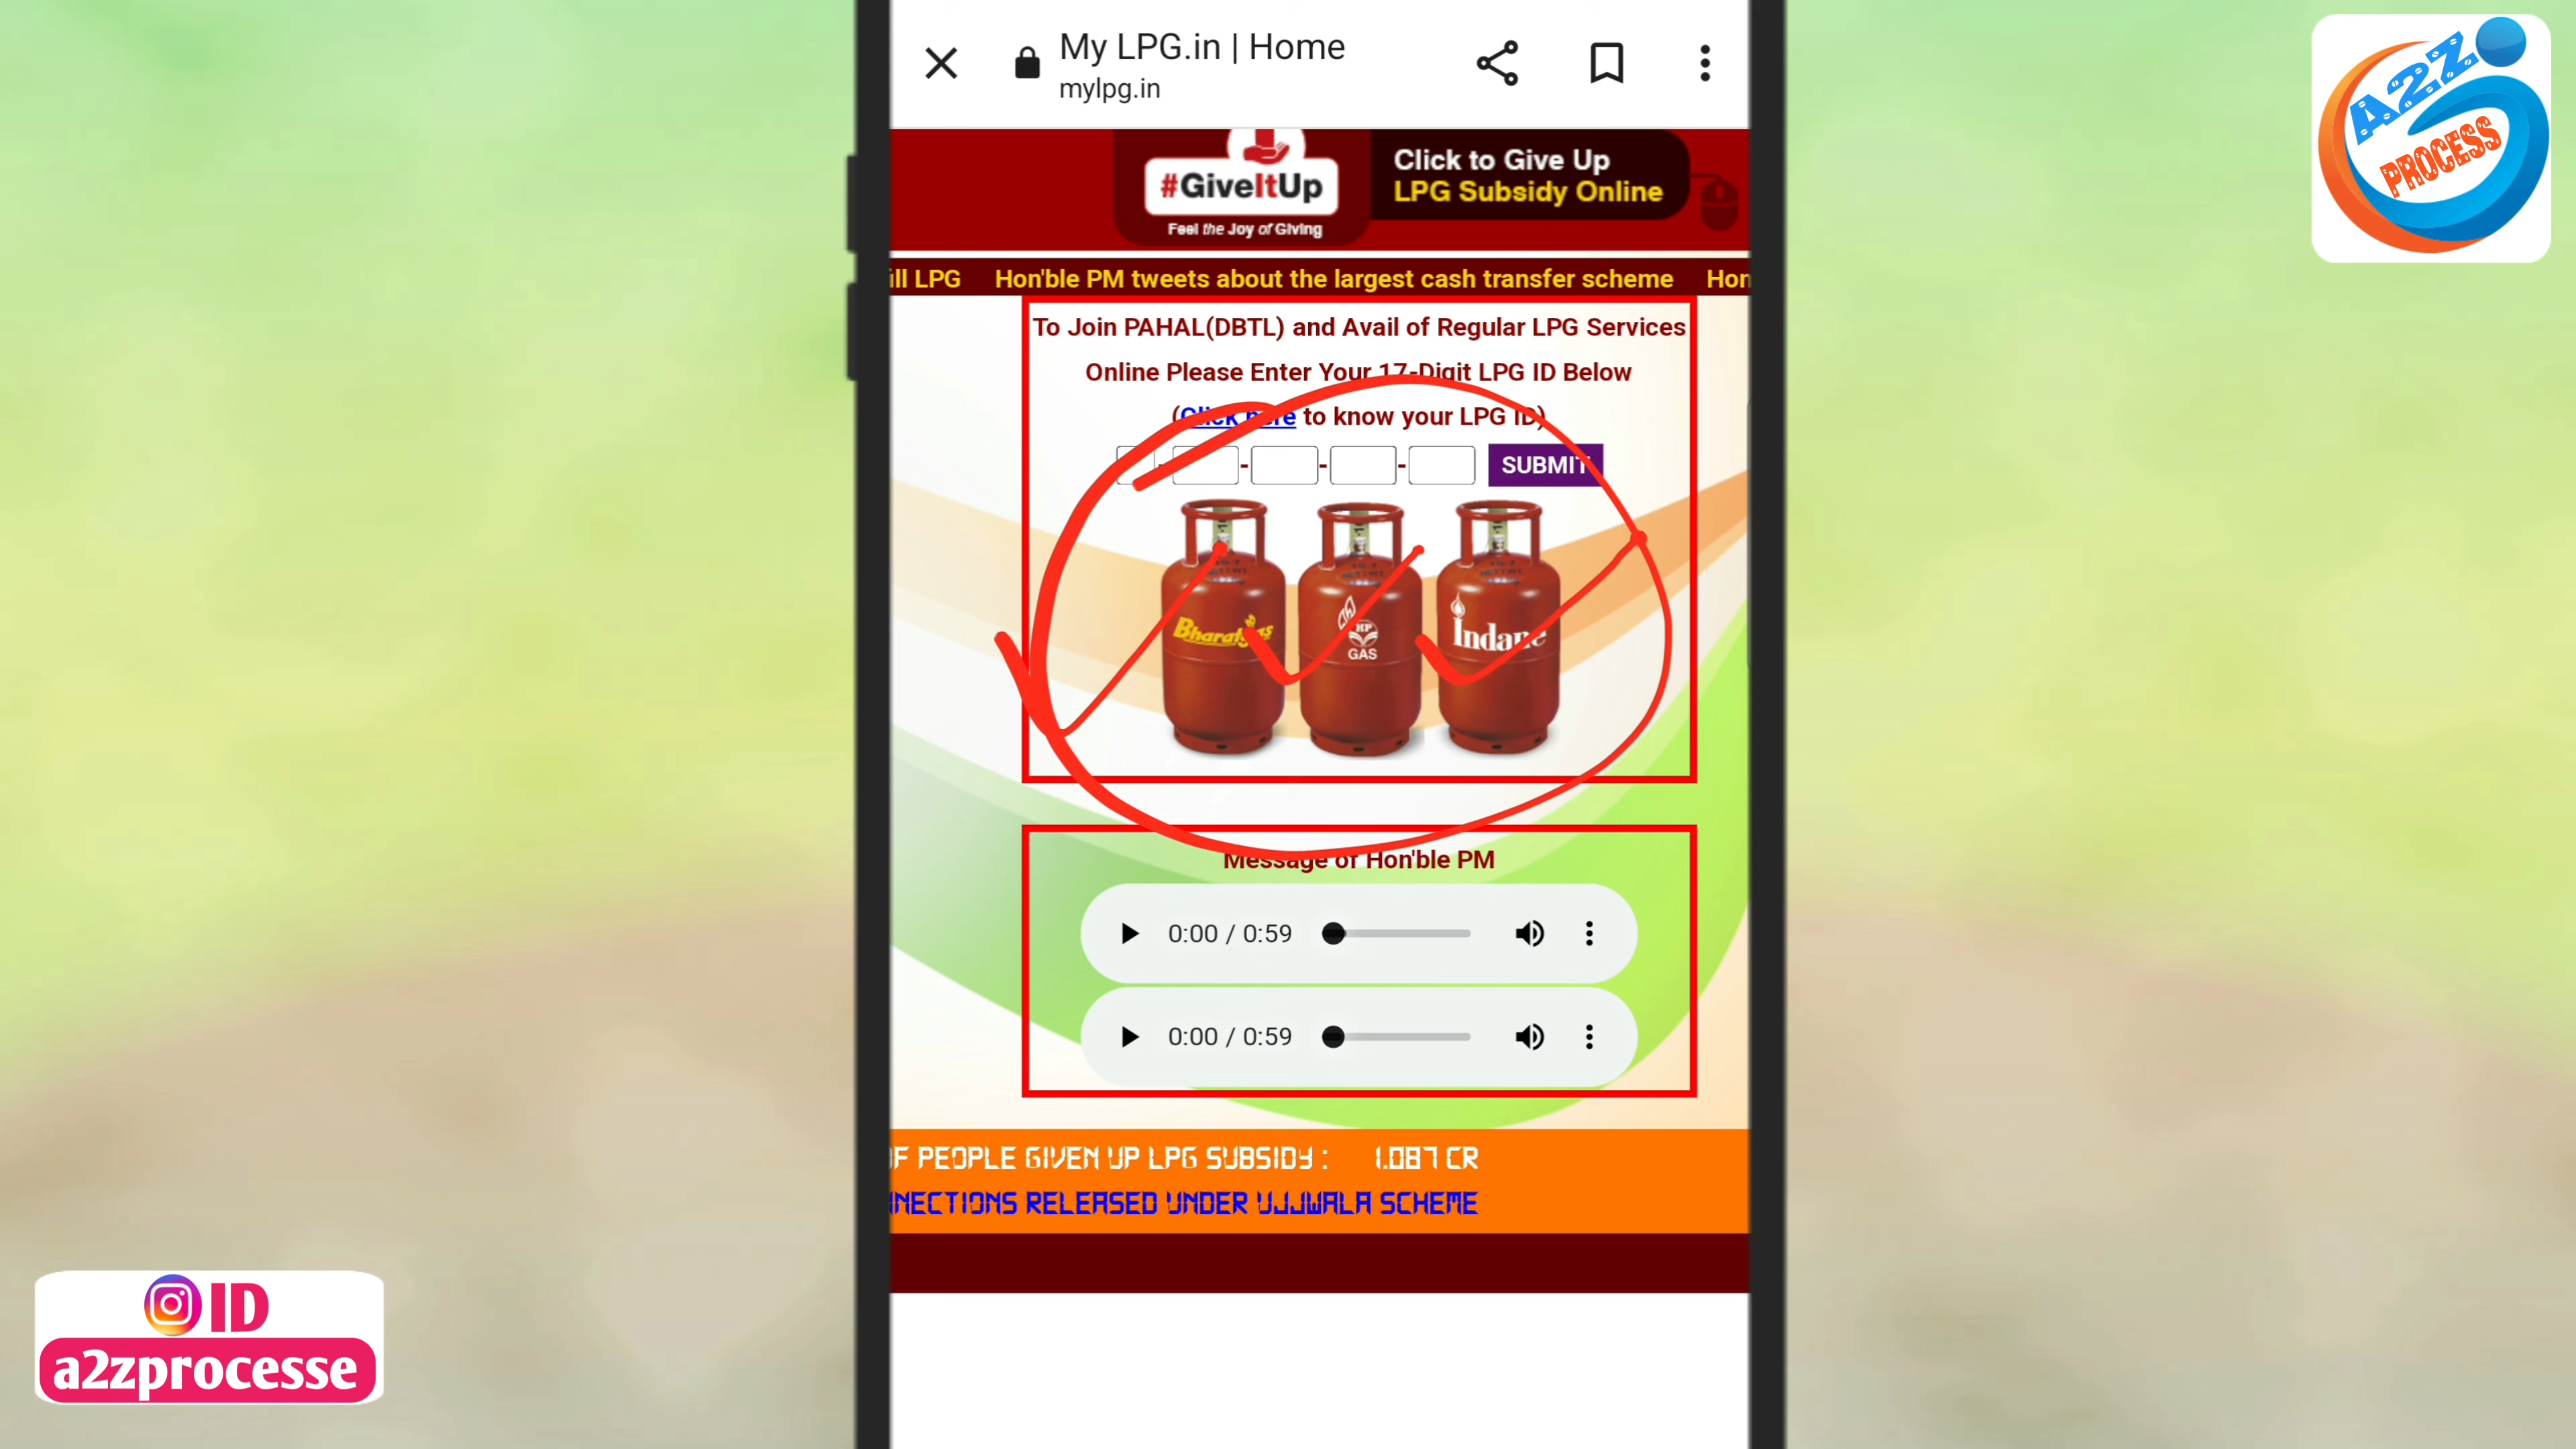 My LPG.in | Home
mylpg.in
A2Z
PROCESS
#GiveItUp
Feel the Joy of Giving
Click to Give Up
LPG Subsidy Online
ill LPG Hon'ble PM tweets about the largest cash transfer scheme Hon
To Join PAHAL(DBTL) and Avail of Regular LPG Services
Online Please Enter Your 17-Digit LPG ID Below
(Click here to know your LPG ID)
- - - - SUBMIT
Bharatgas
HP
GAS
Indane
Message of Hon'ble PM
0:00 / 0:59
0:00 / 0:59
OF PEOPLE GIVEN UP LPG SUBSIDY : 1.087 CR
NNECTIONS RELEASED UNDER UJJWALA SCHEME
ID
a2zprocesse